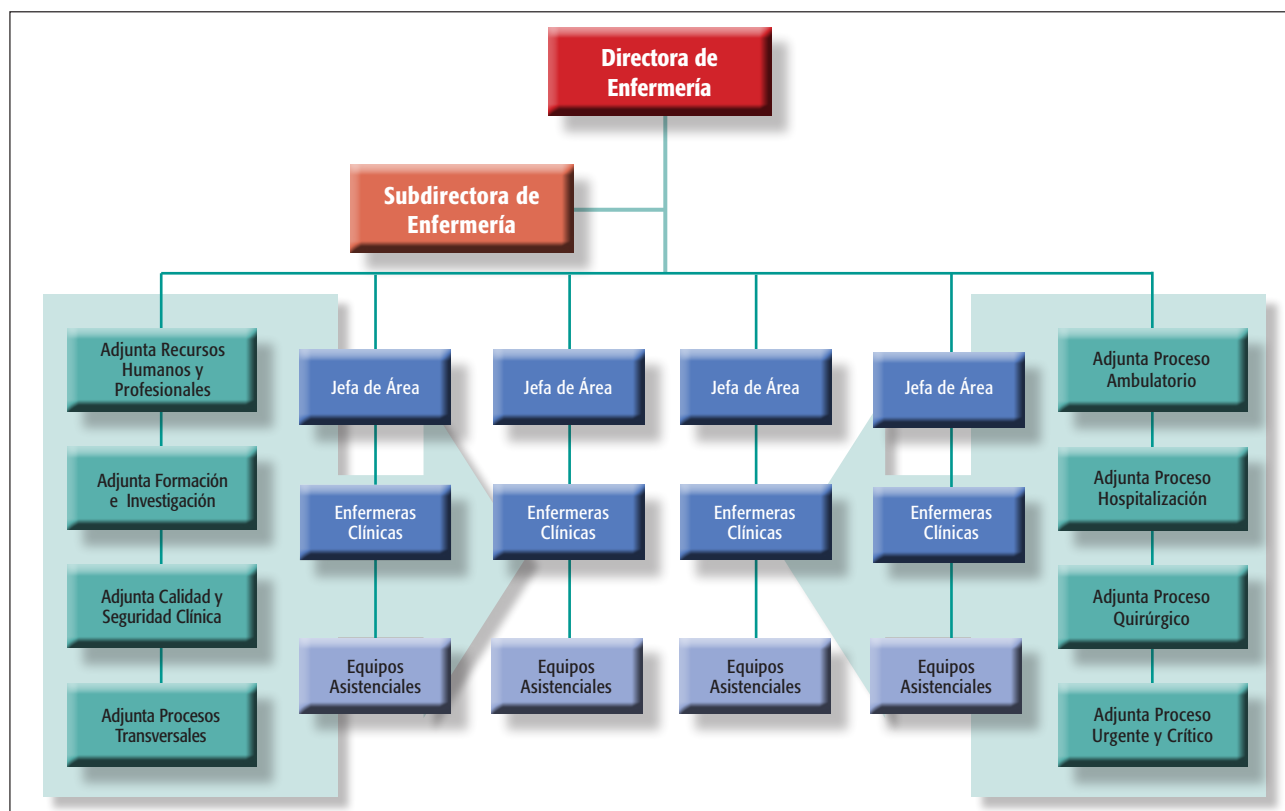 Directora de
Enfermería
Subdirectora de
Enfermería
Adjunta Recursos
Humanos y
Profesionales
Adjunta Formación
e Investigación
Adjunta Calidad y
Seguridad Clínica
Adjunta Procesos
Transversales
Jefa de Área
Enfermeras
Clínicas
Equipos
Asistenciales
Jefa de Área
Enfermeras
Clínicas
Equipos
Asistenciales
Jefa de Área
Enfermeras
Clínicas
Equipos
Asistenciales
Jefa de Área
Enfermeras
Clínicas
Equipos
Asistenciales
Adjunta Proceso
Ambulatorio
Adjunta Proceso
Hospitalización
Adjunta Proceso
Quirúrgico
Adjunta Proceso
Urgente y Crítico